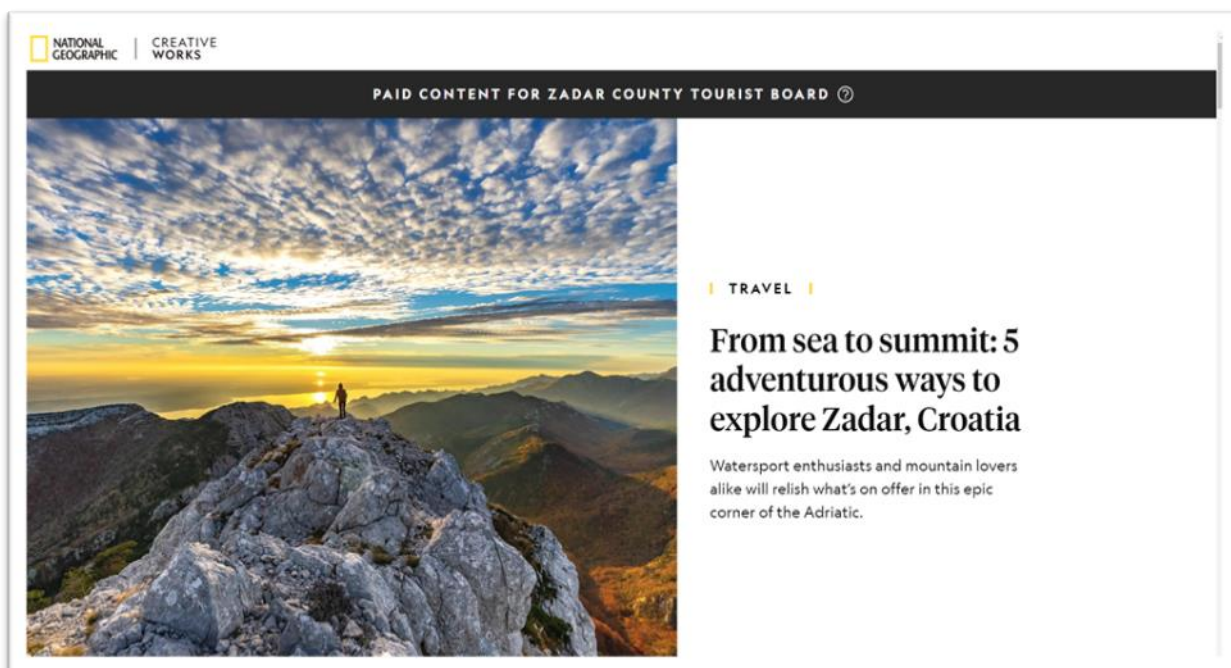 NATIONAL
GEOGRAPHIC
CREATIVE
WORKS
PAID CONTENT FOR ZADAR COUNTY TOURIST BOARD ?
TRAVEL
From sea to summit: 5
adventurous ways to
explore Zadar, Croatia
Watersport enthusiasts and mountain lovers
alike will relish what's on offer in this epic
corner of the Adriatic.